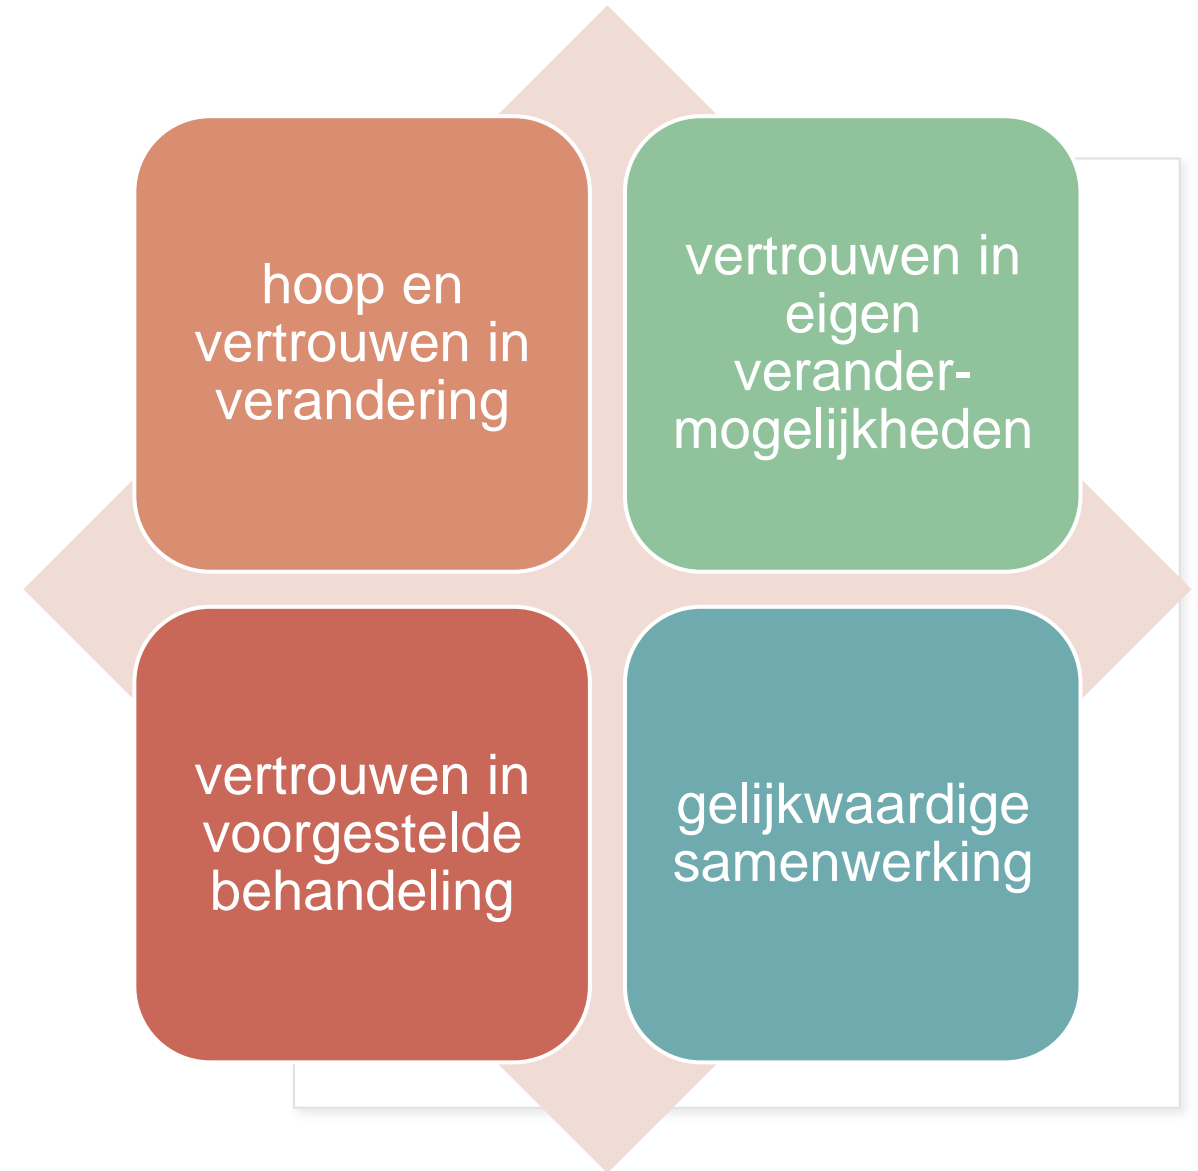 hoop en
vertrouwen in
verandering
vertrouwen in
eigen
verander-
mogelijkheden
vertrouwen in
voorgestelde
behandeling
gelijkwaardige
samenwerking